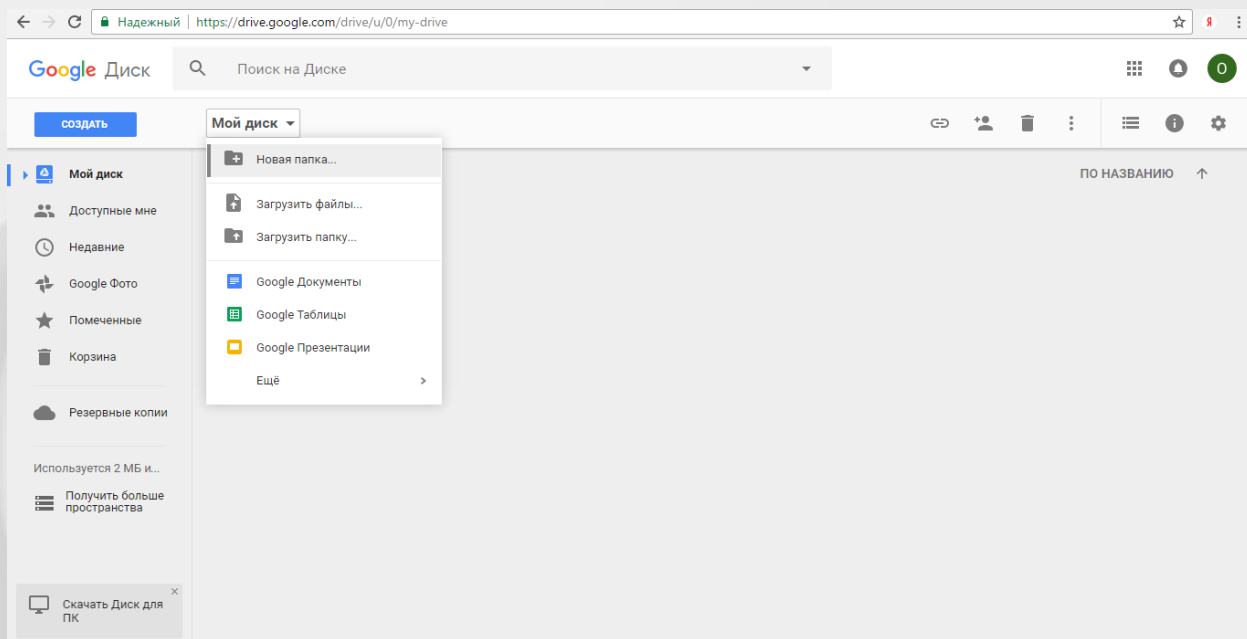 Надежный https://drive.google.com/drive/u/0/my-drive
Google Диск
Поиск на Диске
О
СОЗДАТЬ
Мой диск
Новая папка...
Загрузить файлы...
Загрузить папку...
Google Документы
Google Таблицы
Google Презентации
Ещё
ПО НАЗВАНИЮ
Мой диск
Доступные мне
Недавние
Google Фото
Помеченные
Корзина
Резервные копии
Используется 2 МБ и...
Получить больше
пространства
Скачать Диск для
ПК